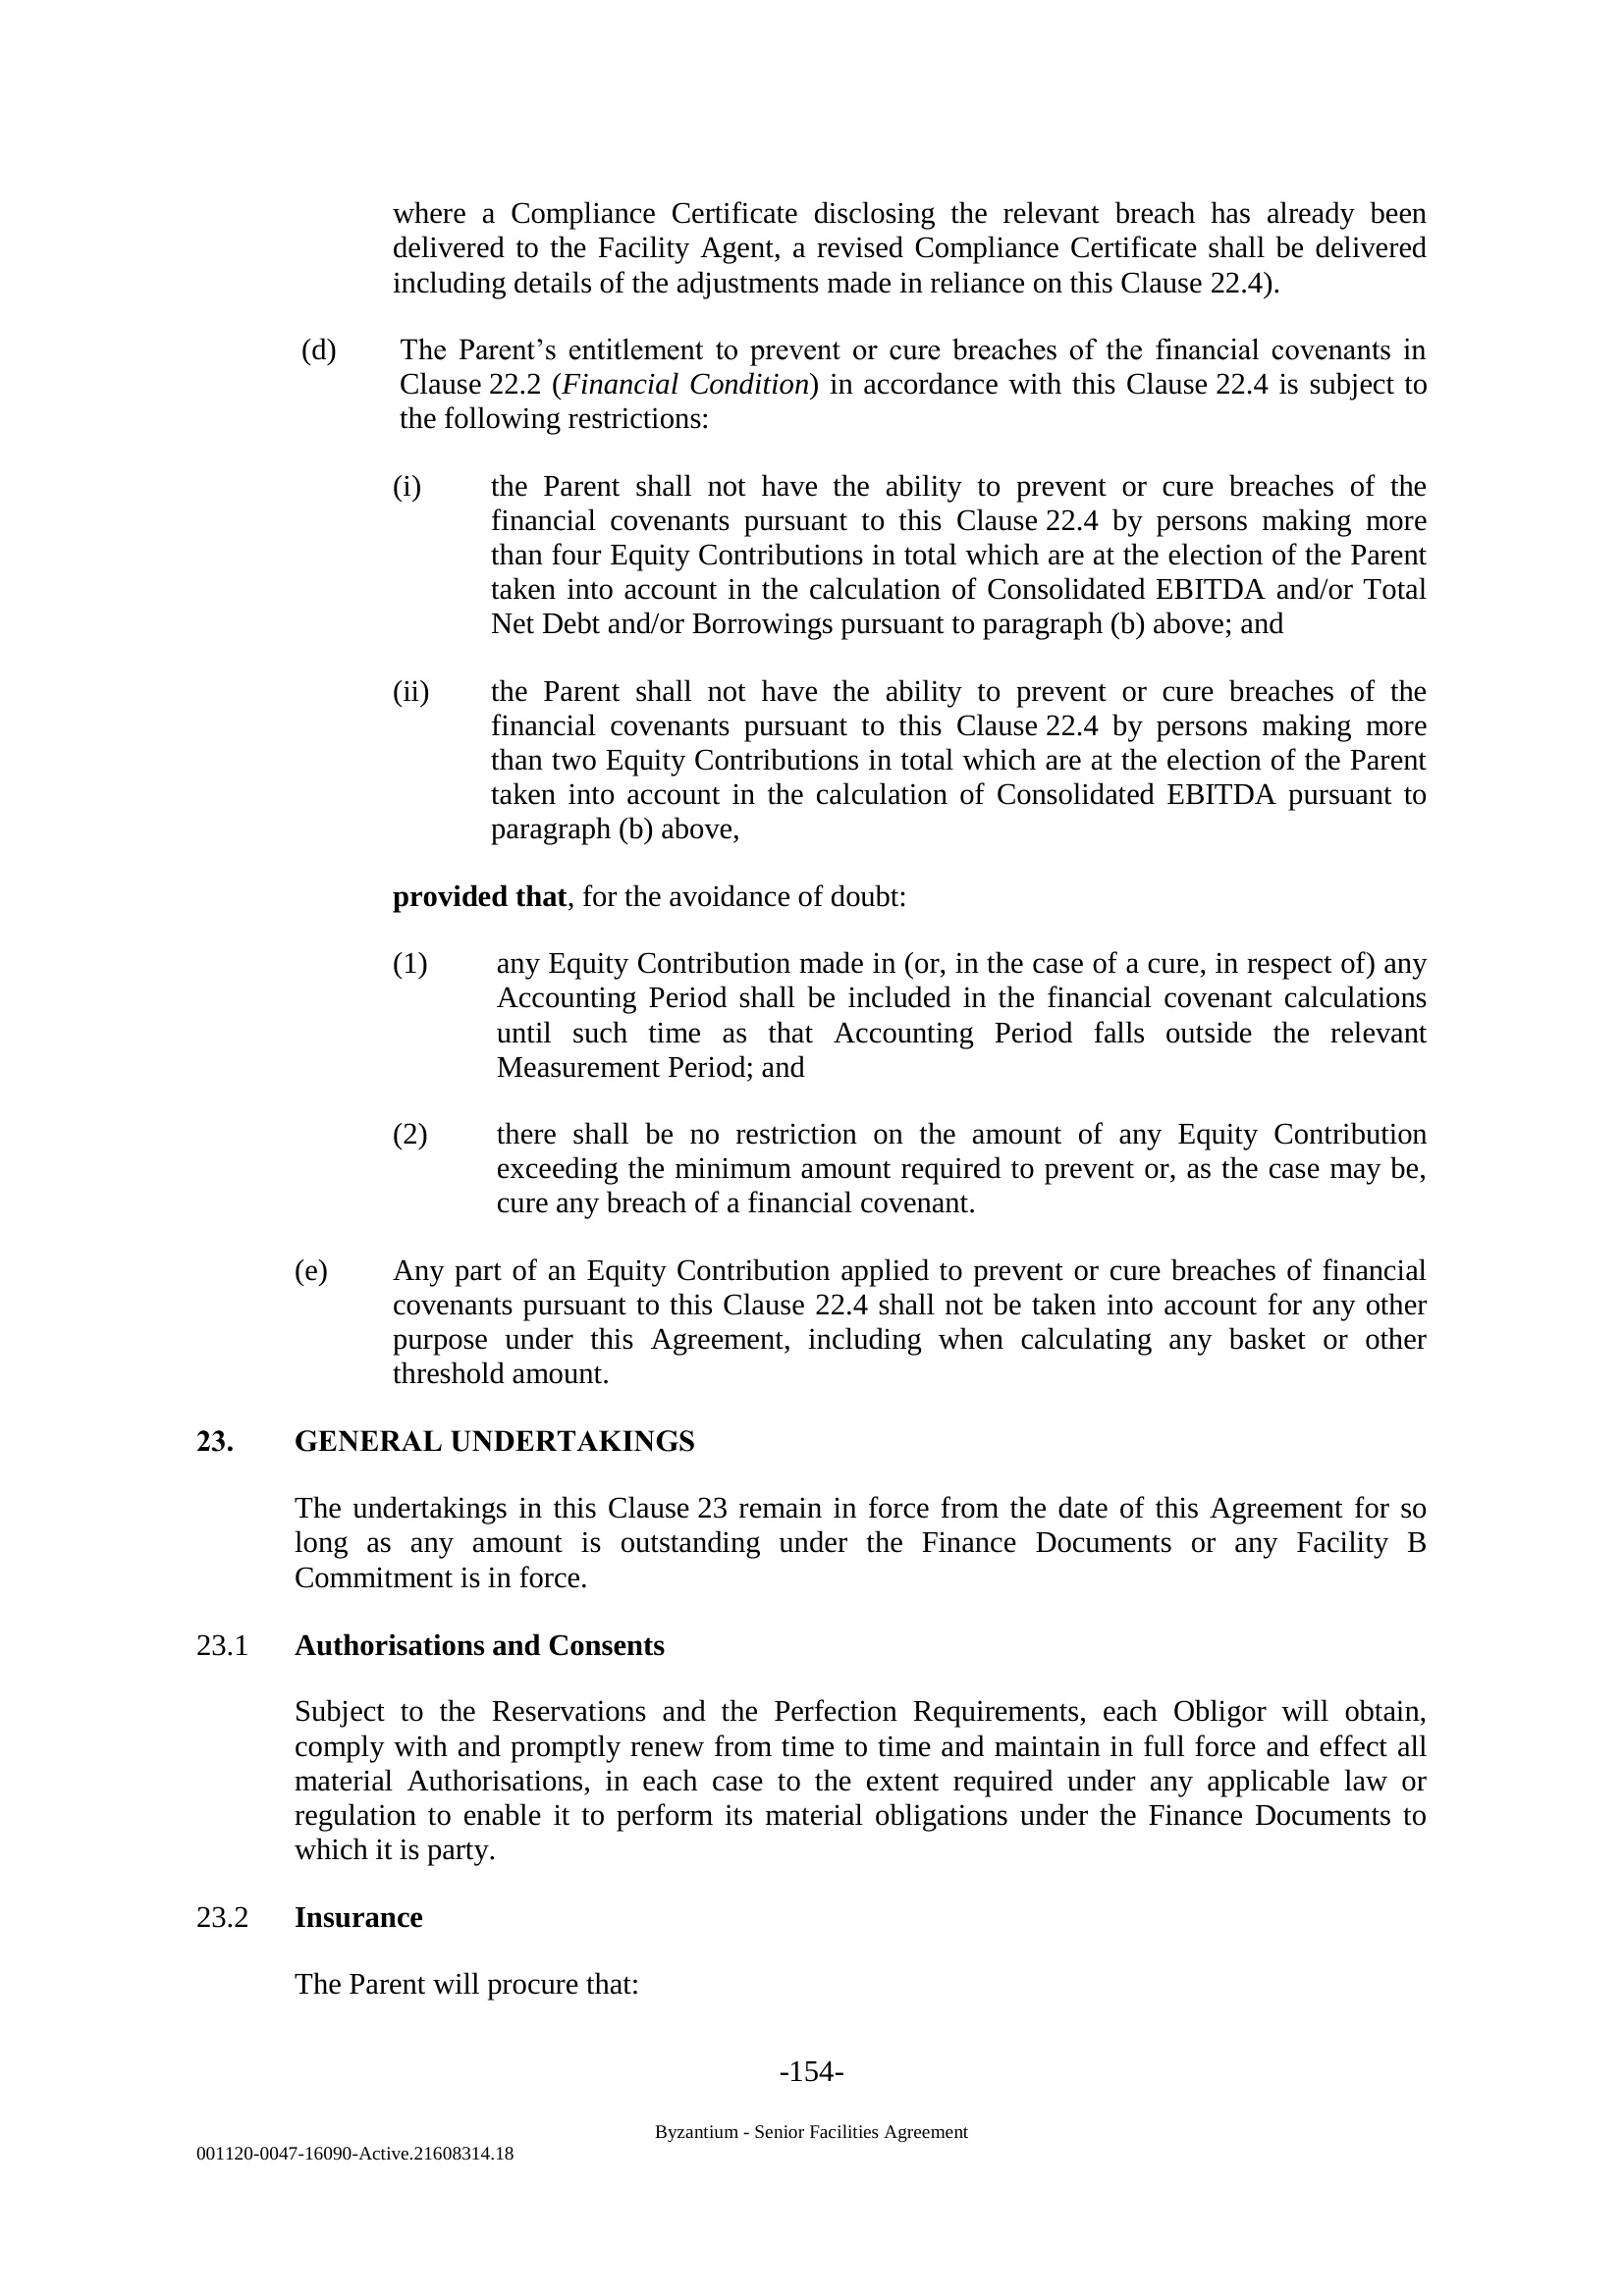 where a Compliance Certificate disclosing the relevant breach has already been
delivered to the Facility Agent, a revised Compliance Certificate shall be delivered
including details of the adjustments made in reliance on this Clause 22.4).
(d) The Parent’s entitlement to prevent or cure breaches of the financial covenants in
Clause 22.2 (Financial Condition) in accordance with this Clause 22.4 is subject to
the following restrictions:
(i) the Parent shall not have the ability to prevent or cure breaches of the
financial covenants pursuant to this Clause 22.4 by persons making more
than four Equity Contributions in total which are at the election of the Parent
taken into account in the calculation of Consolidated EBITDA and/or Total
Net Debt and/or Borrowings pursuant to paragraph (b) above; and
(ii) the Parent shall not have the ability to prevent or cure breaches of the
financial covenants pursuant to this Clause 22.4 by persons making more
than two Equity Contributions in total which are at the election of the Parent
taken into account in the calculation of Consolidated EBITDA pursuant to
paragraph (b) above,
provided that, for the avoidance of doubt:
(1) any Equity Contribution made in (or, in the case of a cure, in respect of) any
Accounting Period shall be included in the financial covenant calculations
until such time as that Accounting Period falls outside the relevant
Measurement Period; and
(2) there shall be no restriction on the amount of any Equity Contribution
exceeding the minimum amount required to prevent or, as the case may be,
cure any breach of a financial covenant.
(e) Any part of an Equity Contribution applied to prevent or cure breaches of financial
covenants pursuant to this Clause 22.4 shall not be taken into account for any other
purpose under this Agreement, including when calculating any basket or other
threshold amount.
23. GENERAL UNDERTAKINGS
The undertakings in this Clause 23 remain in force from the date of this Agreement for so
long as any amount is outstanding under the Finance Documents or any Facility B
Commitment is in force.
23.1 Authorisations and Consents
Subject to the Reservations and the Perfection Requirements, each Obligor will obtain,
comply with and promptly renew from time to time and maintain in full force and effect all
material Authorisations, in each case to the extent required under any applicable law or
regulation to enable it to perform its material obligations under the Finance Documents to
which it is party.
23.2 Insurance
The Parent will procure that:
-154-
Byzantium - Senior Facilities Agreement
001120-0047-16090-Active.21608314.18